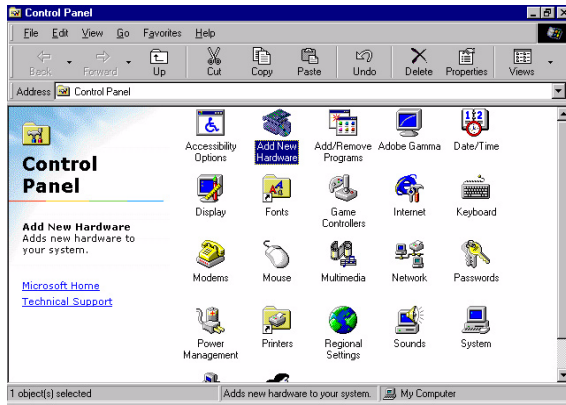 Control Panel
File Edit View Go Favorites Help
Back Forward Up Cut Copy Paste Undo Delete Properties Views
Address Control Panel
Control
Panel
Add New Hardware
Adds new hardware to
your system.
Microsoft Home
Technical Support
Accessibility
Options
Add New
Hardware
Add/Remove
Programs
Adobe Gamma
Date/Time
Display
Fonts
Game
Controllers
Internet
Keyboard
Modems
Mouse
Multimedia
Network
Passwords
Power
Management
Printers
Regional
Settings
Sounds
System
1 object(s) selected
Adds new hardware to your system.
My Computer